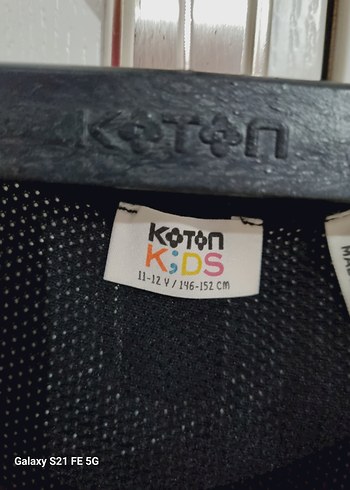 KOTON
KOTON
KiDS
11-12 Y / 146-152 CM
Galaxy S21 FE 5G